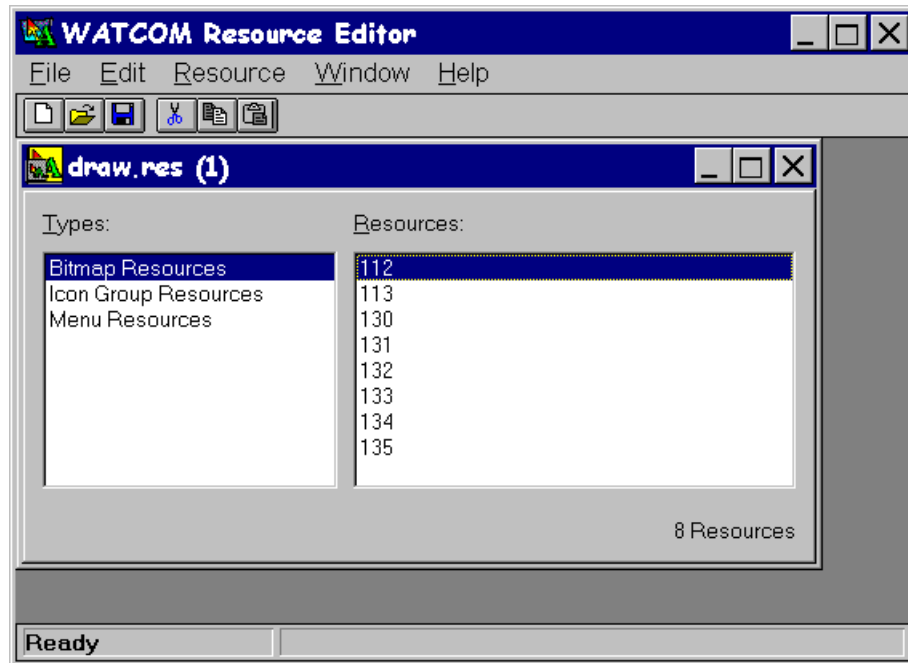 WATCOM Resource Editor
File Edit Resource Window Help
draw.res (1)
Types: Resources:
Bitmap Resources
Icon Group Resources
Menu Resources
112
113
130
131
132
133
134
135
8 Resources
Ready